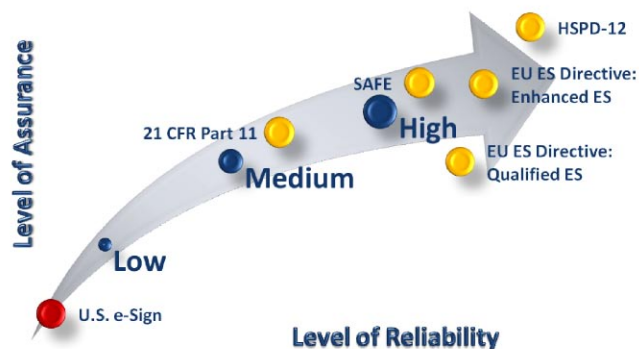 HSPD-12
SAFE
EU ES Directive:
Enhanced ES
21 CFR Part 11
High
EU ES Directive:
Qualified ES
Medium
Low
U.S. e-Sign
Level of Assurance
Level of Reliability